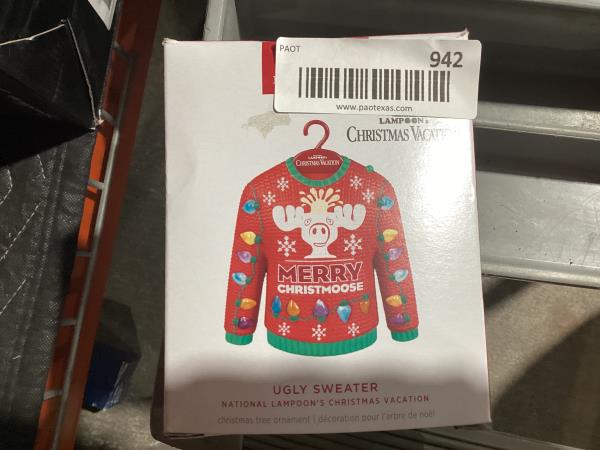 PAOT
942
www.paotexas.com
LAMPOON'S
CHRISTMAS
LAMPOON'S
CHRISTMAS VACATION
MERRY
CHRISTMOOSE
UGLY SWEATER
NATIONAL LAMPOON'S CHRISTMAS VACATION
christmas tree ornament | décoration pour l'arbre de noël